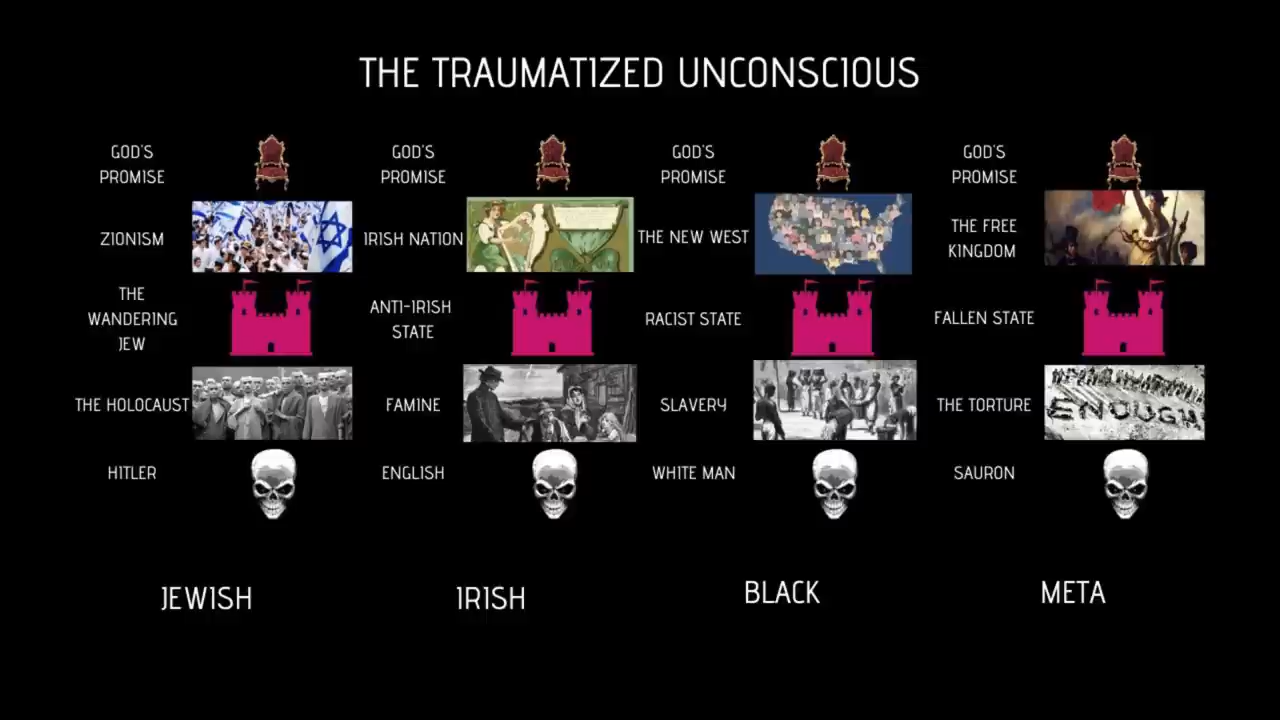 THE TRAUMATIZED UNCONSCIOUS
GOD'S
PROMISE
ZIONISM
THE
WANDERING
JEW
THE HOLOCAUST
HITLER
JEWISH
GOD'S
PROMISE
IRISH NATION
ANTI-IRISH
STATE
FAMINE
ENGLISH
IRISH
GOD'S
PROMISE
THE NEW WEST
RACIST STATE
SLAVERY
WHITE MAN
BLACK
GOD'S
PROMISE
THE FREE
KINGDOM
FALLEN STATE
THE TORTURE
ENOUGH
SAURON
META